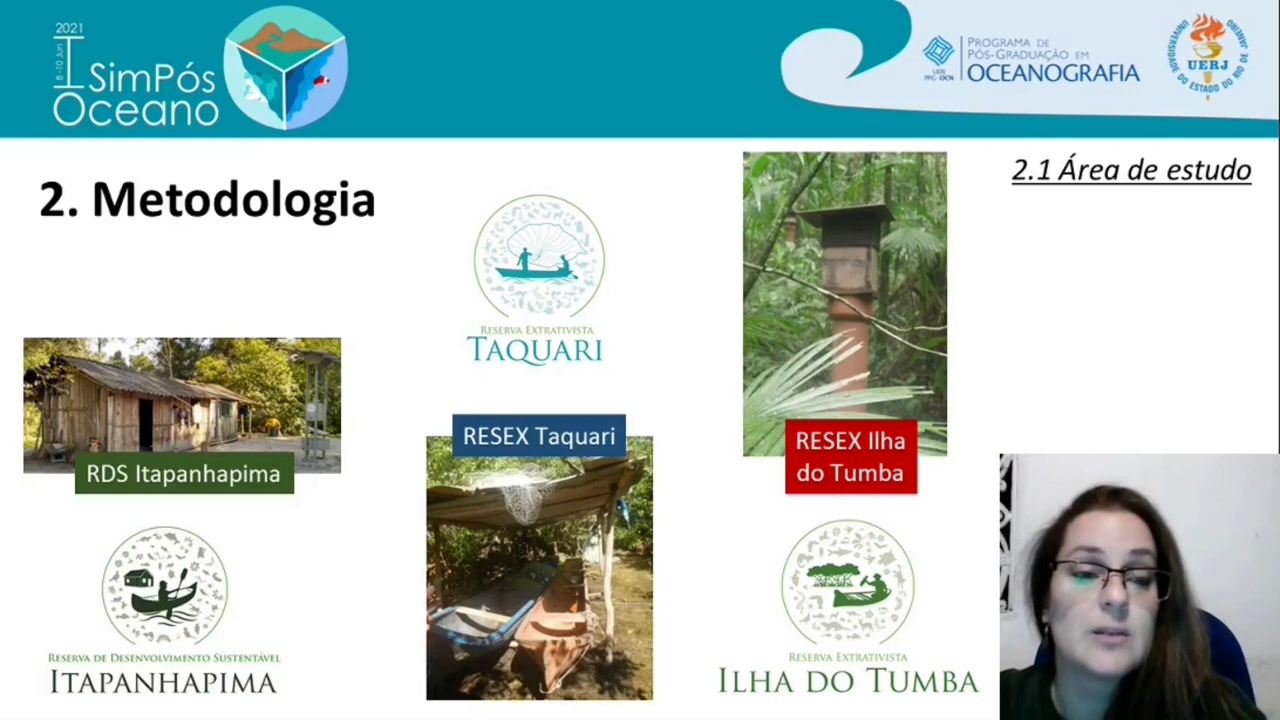 2021
8 - 10 Jun
I SimPós
Oceano
UERJ
PPG-OCN
PROGRAMA DE
PÓS-GRADUAÇÃO EM
OCEANOGRAFIA
UERJ
UNIVERSIDADE DO ESTADO DO RIO DE JANEIRO
2. Metodologia
2.1 Área de estudo
RESERVA EXTRATIVISTA
TAQUARI
RDS Itapanhapima
RESEX Taquari
RESEX Ilha
do Tumba
RESERVA DE DESENVOLVIMENTO SUSTENTÁVEL
ITAPANHAPIMA
RESERVA EXTRATIVISTA
ILHA DO TUMBA